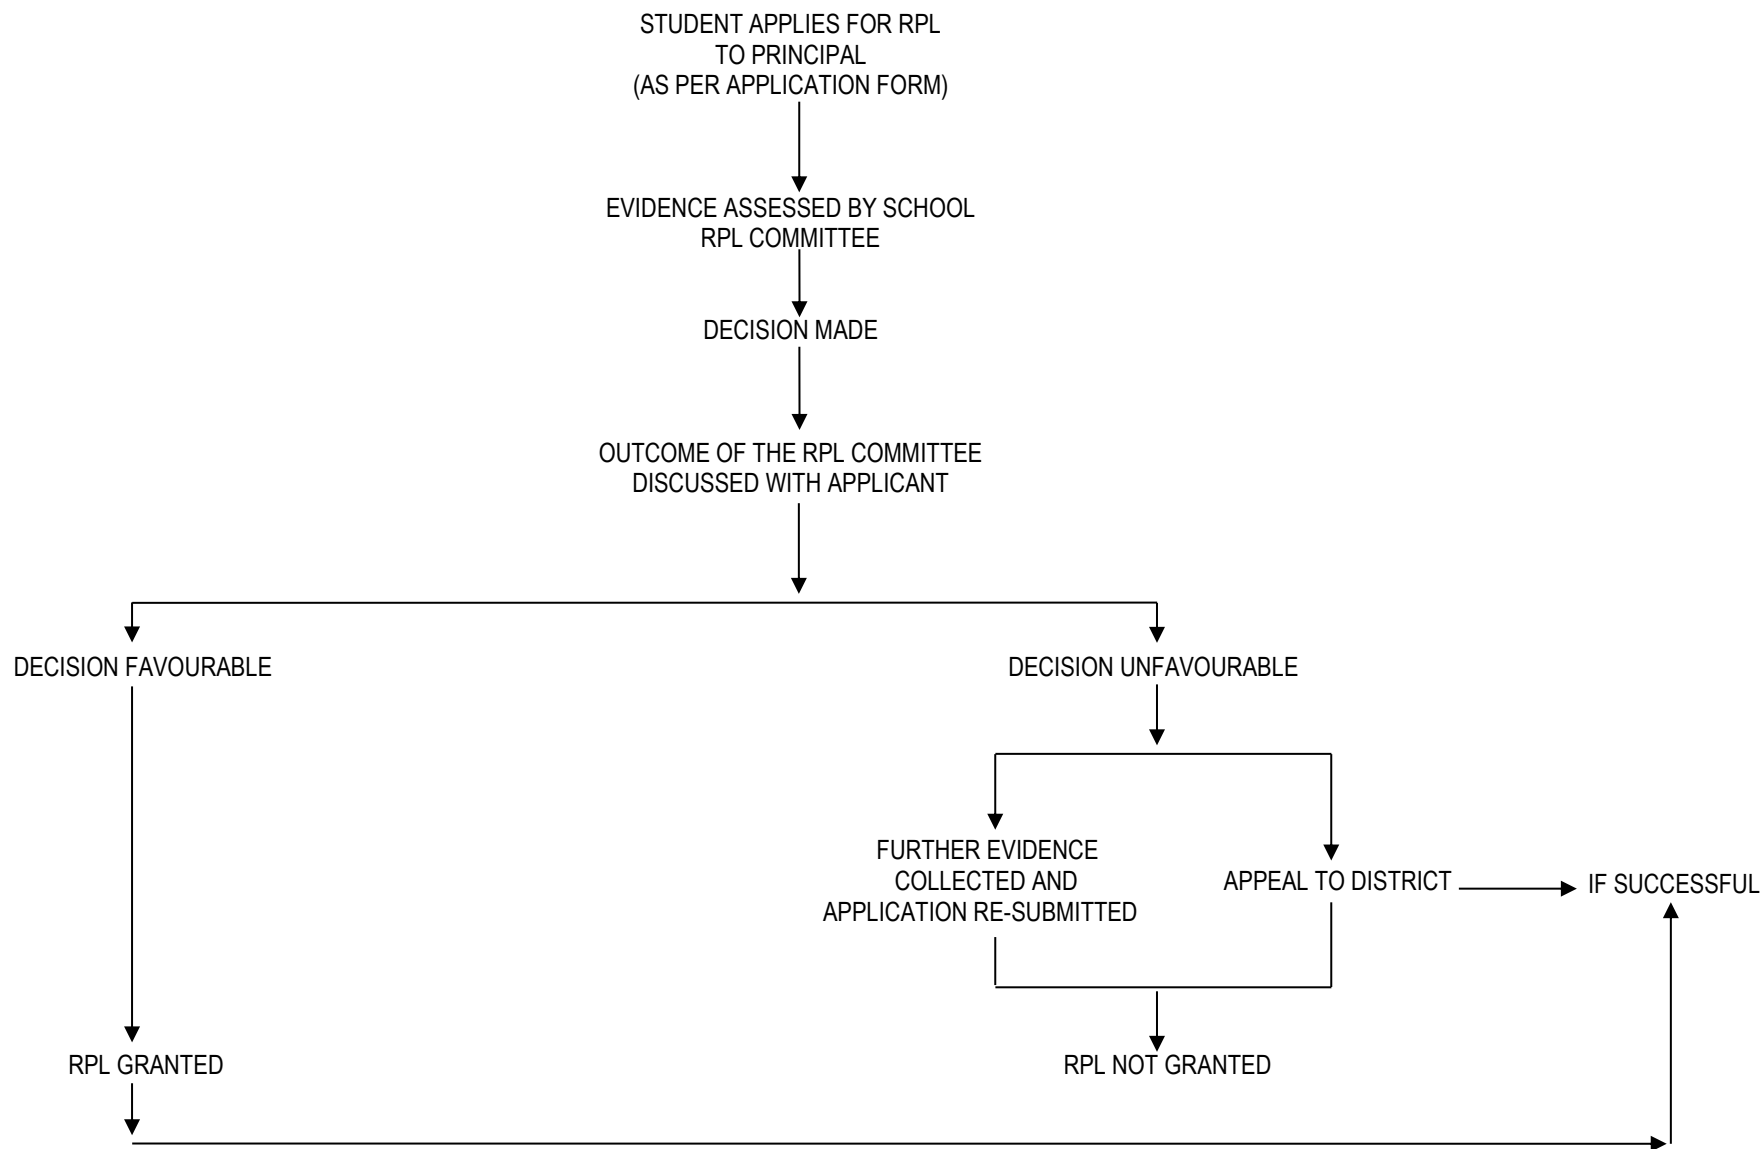 STUDENT APPLIES FOR RPL
TO PRINCIPAL
(AS PER APPLICATION FORM)
EVIDENCE ASSESSED BY SCHOOL
RPL COMMITTEE
DECISION MADE
OUTCOME OF THE RPL COMMITTEE
DISCUSSED WITH APPLICANT
DECISION FAVOURABLE
DECISION UNFAVOURABLE
FURTHER EVIDENCE
COLLECTED AND
APPLICATION RE-SUBMITTED
APPEAL TO DISTRICT
IF SUCCESSFUL
RPL GRANTED
RPL NOT GRANTED